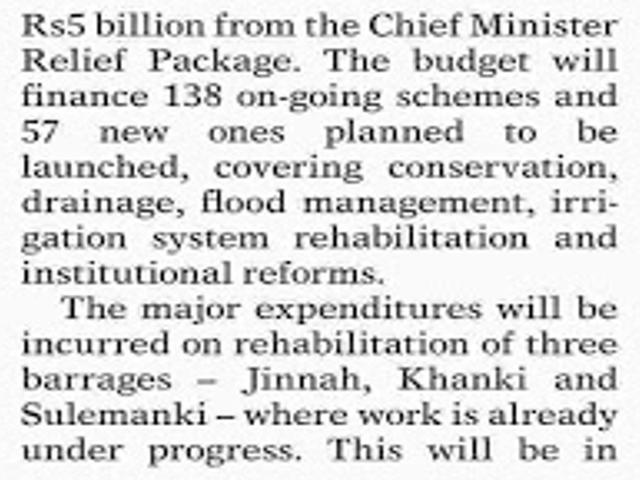 Rs5 billion from the Chief Minister
Relief Package. The budget will
finance 138 on-going schemes and
57 new ones planned to be
launched, covering conservation,
drainage, flood management, irri-
gation system rehabilitation and
institutional reforms.
The major expenditures will be
incurred on rehabilitation of three
barrages – Jinnah, Khanki and
Sulemanki – where work is already
under progress. This will be in